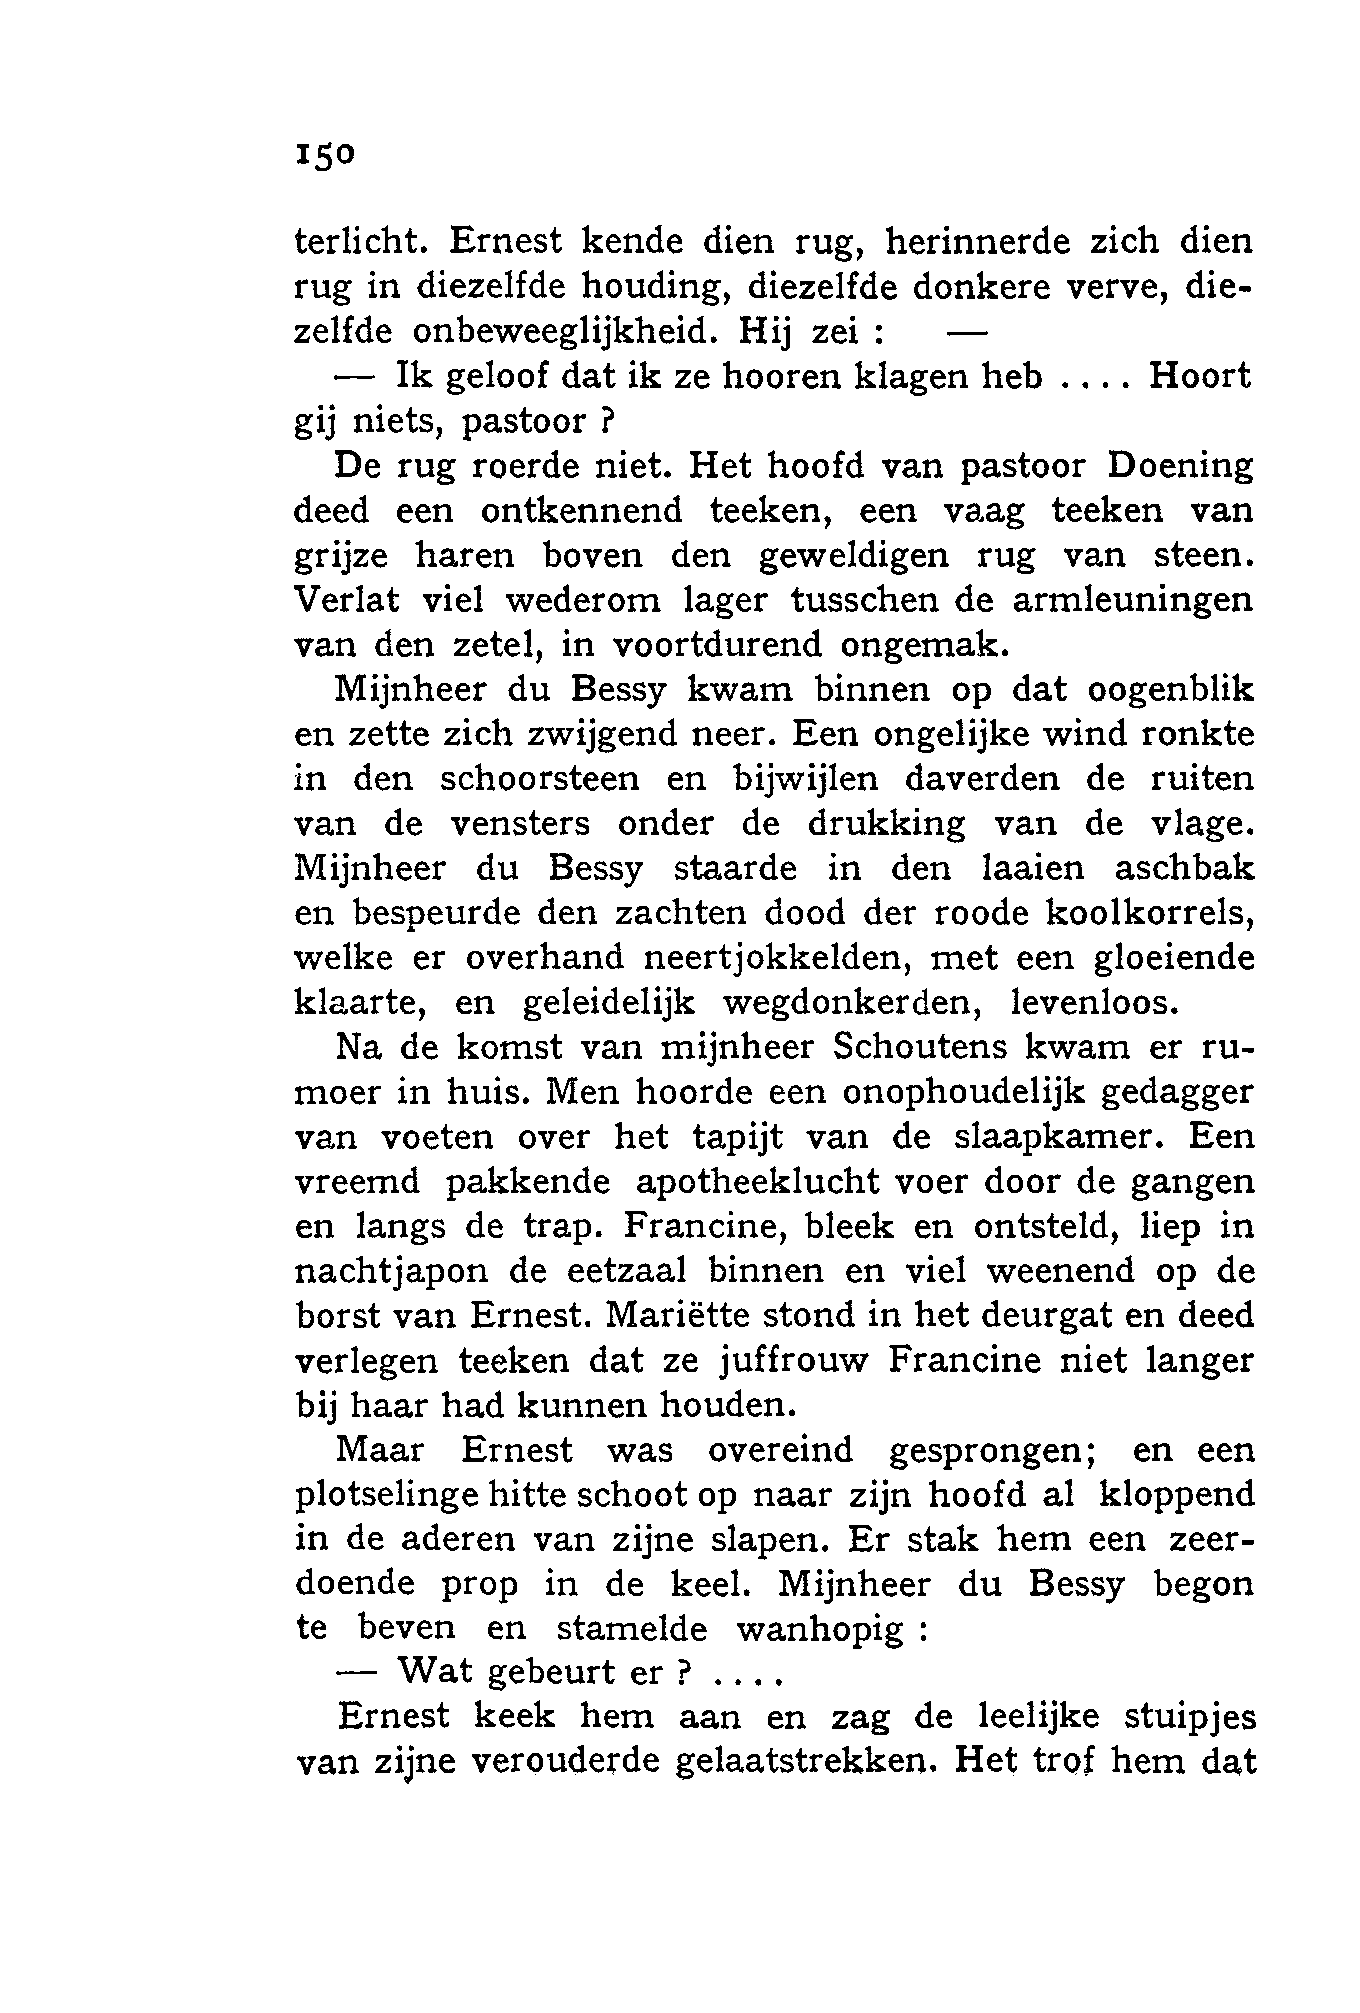 150
terlicht. Ernest kende dien rug, herinnerde zich dien
rug in diezelfde houding, diezelfde donkere verve, die-
zelfde onbeweeglijkheid. Hij zei : —
— Ik geloof dat ik ze hooren klagen heb .... Hoort
gij niets, pastoor ?
De rug roerde niet. Het hoofd van pastoor Doening
deed een ontkennend teeken, een vaag teeken van
grijze haren boven den geweldigen rug van steen.
Verlat viel wederom lager tusschen de armleuningen
van den zetel, in voortdurend ongemak.
Mijnheer du Bessy kwam binnen op dat oogenblik
en zette zich zwijgend neer. Een ongelijke wind ronkte
in den schoorsteen en bijwijlen daverden de ruiten
van de vensters onder de drukking van de vlage.
Mijnheer du Bessy staarde in den laaien aschbak
en bespeurde den zachten dood der roode koolkorrels,
welke er overhand neertjokkelden, met een gloeiende
klaarte, en geleidelijk wegdonkerden, levenloos.
Na de komst van mijnheer Schoutens kwam er ru-
moer in huis. Men hoorde een onophoudelijk gedagger
van voeten over het tapijt van de slaapkamer. Een
vreemd pakkende apotheeklucht voer door de gangen
en langs de trap. Francine, bleek en ontsteld, liep in
nachtjapon de eetzaal binnen en viel weenend op de
borst van Ernest. Mariëtte stond in het deurgat en deed
verlegen teeken dat ze juffrouw Francine niet langer
bij haar had kunnen houden.
Maar Ernest was overeind gesprongen; en een
plotselinge hitte schoot op naar zijn hoofd al kloppend
in de aderen van zijne slapen. Er stak hem een zeer-
doende prop in de keel. Mijnheer du Bessy begon
te beven en stamelde wanhopig :
— Wat gebeurt er ? ....
Ernest keek hem aan en zag de leelijke stuipjes
van zijne verouderde gelaatstrekken. Het trof hem dat